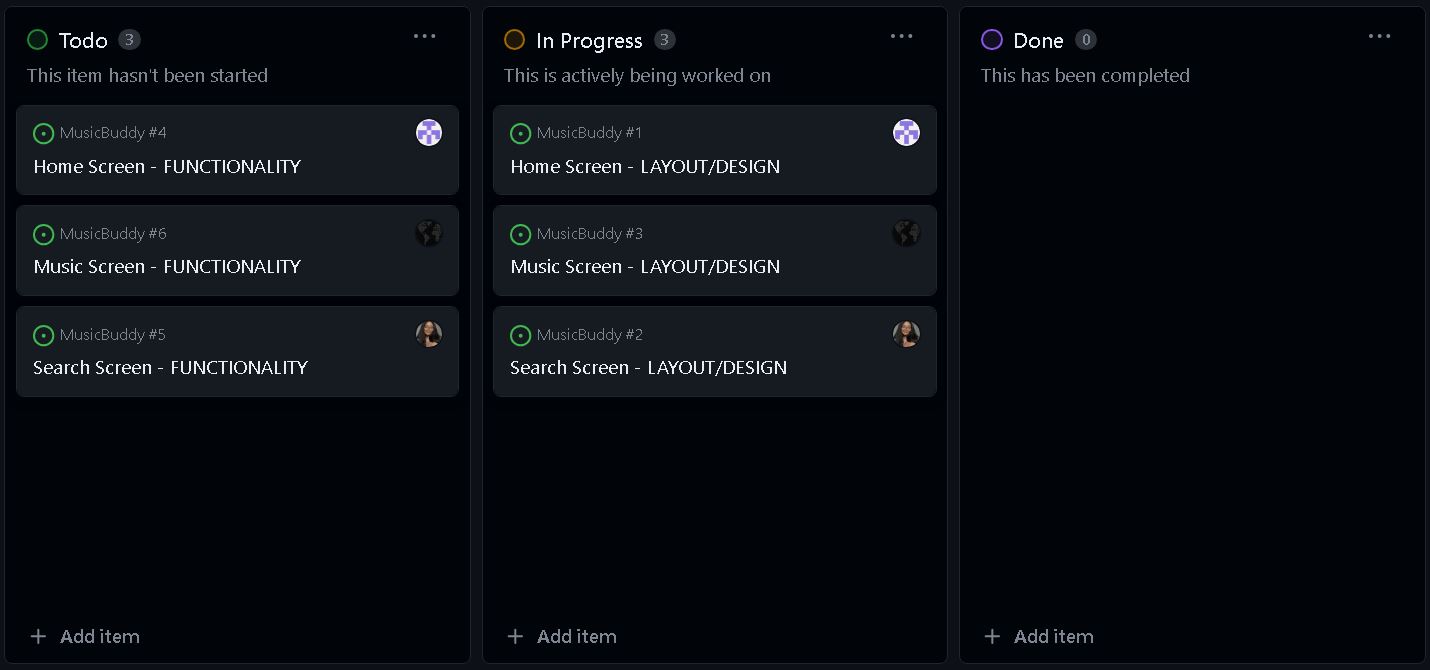 Todo 3
This item hasn't been started
MusicBuddy #4
Home Screen - FUNCTIONALITY
MusicBuddy #6
Music Screen - FUNCTIONALITY
MusicBuddy #5
Search Screen - FUNCTIONALITY
+ Add item
In Progress 3
This is actively being worked on
MusicBuddy #1
Home Screen - LAYOUT/DESIGN
MusicBuddy #3
Music Screen - LAYOUT/DESIGN
MusicBuddy #2
Search Screen - LAYOUT/DESIGN
+ Add item
Done 0
This has been completed
+ Add item